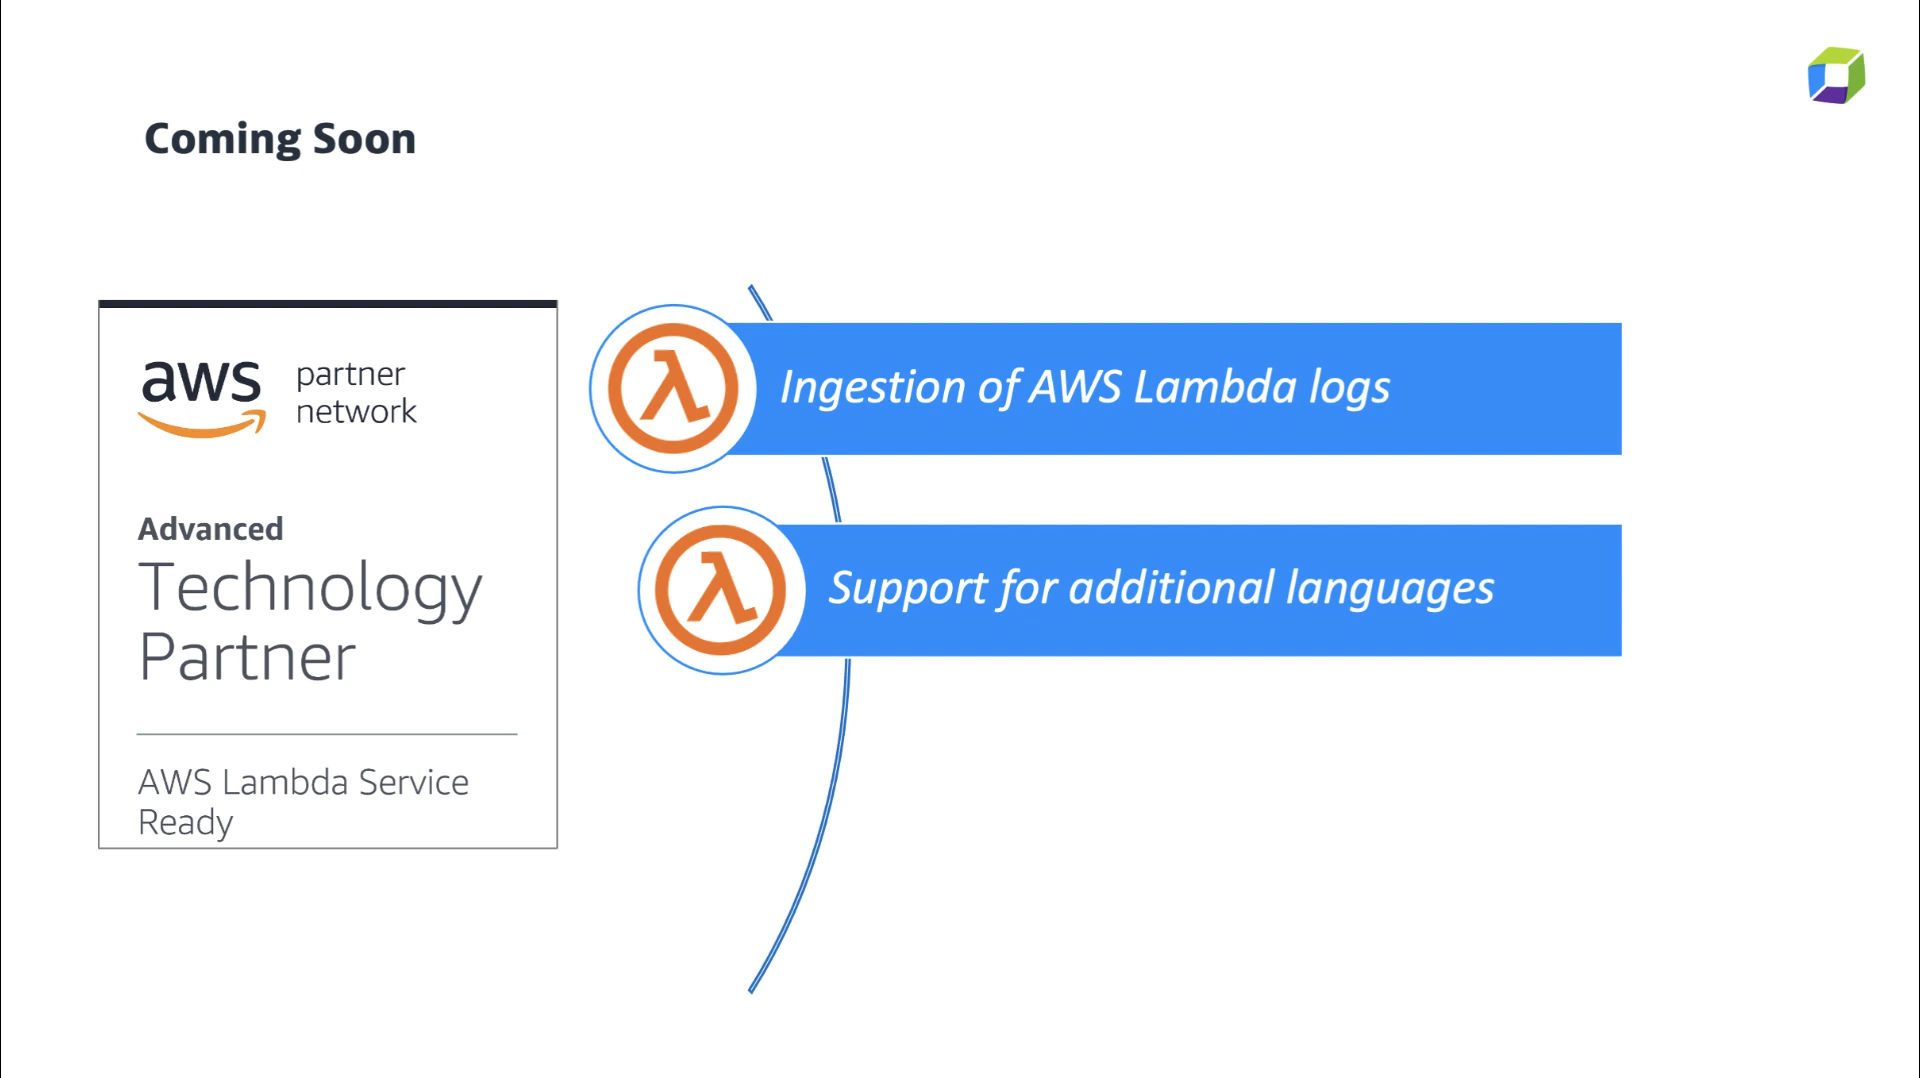 Coming Soon
aws
partner
network
Advanced
Technology
Partner
AWS Lambda Service
Ready
Ingestion of AWS Lambda logs
Support for additional languages